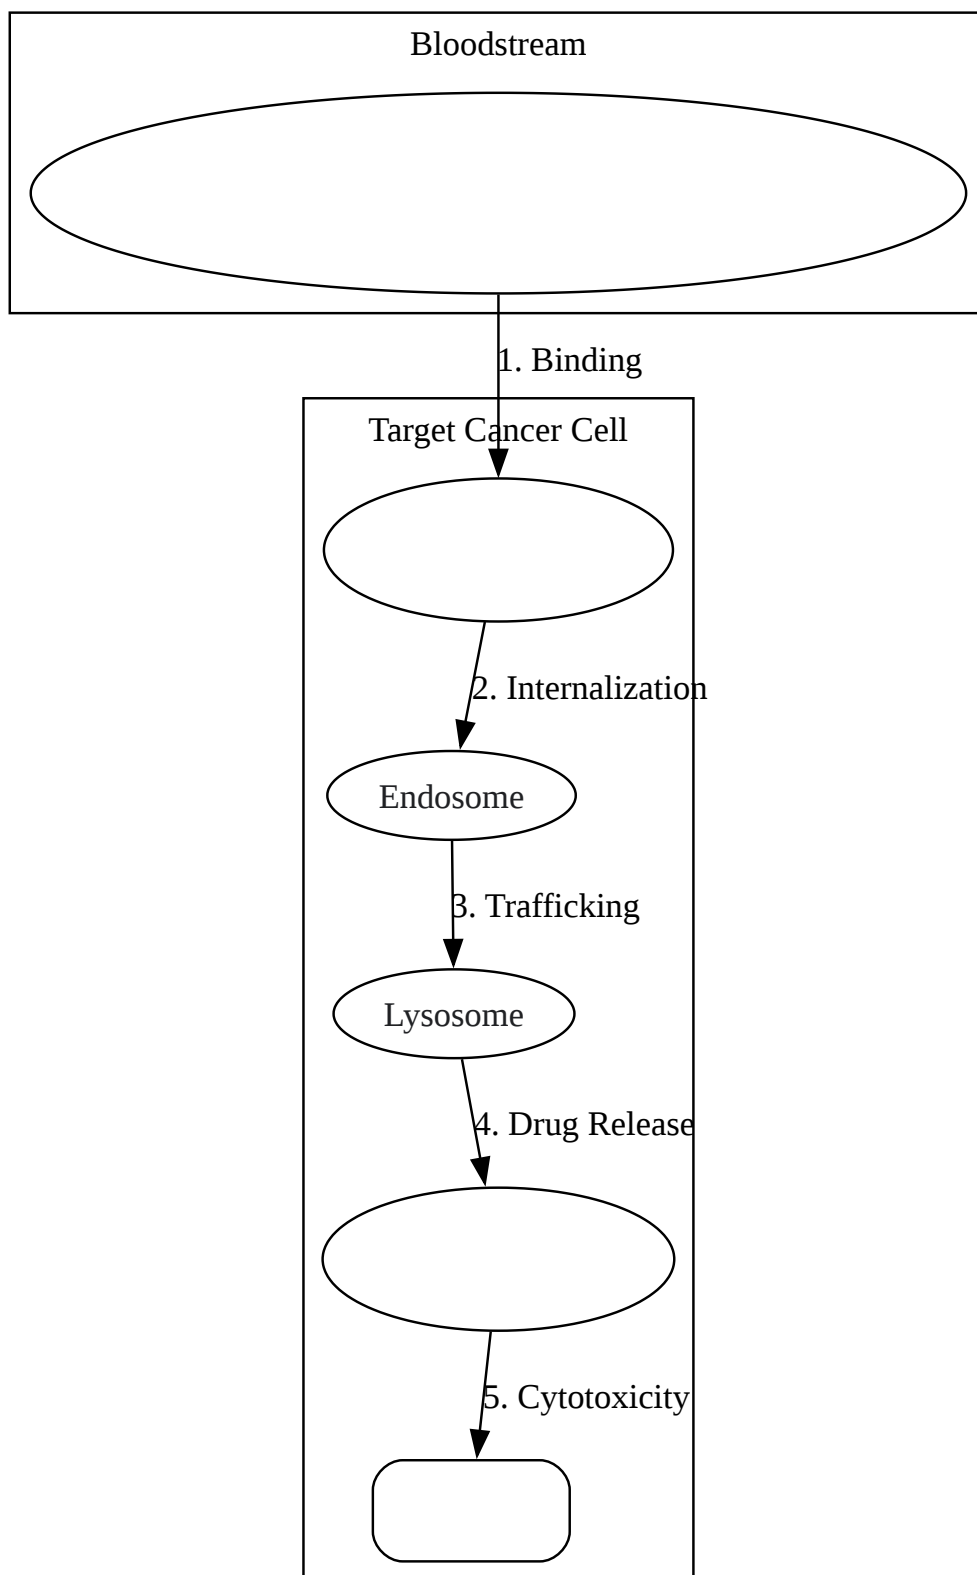 Bloodstream
1. Binding
Target Cancer Cell
2. Internalization
Endosome
3. Trafficking
Lysosome
4. Drug Release
5. Cytotoxicity